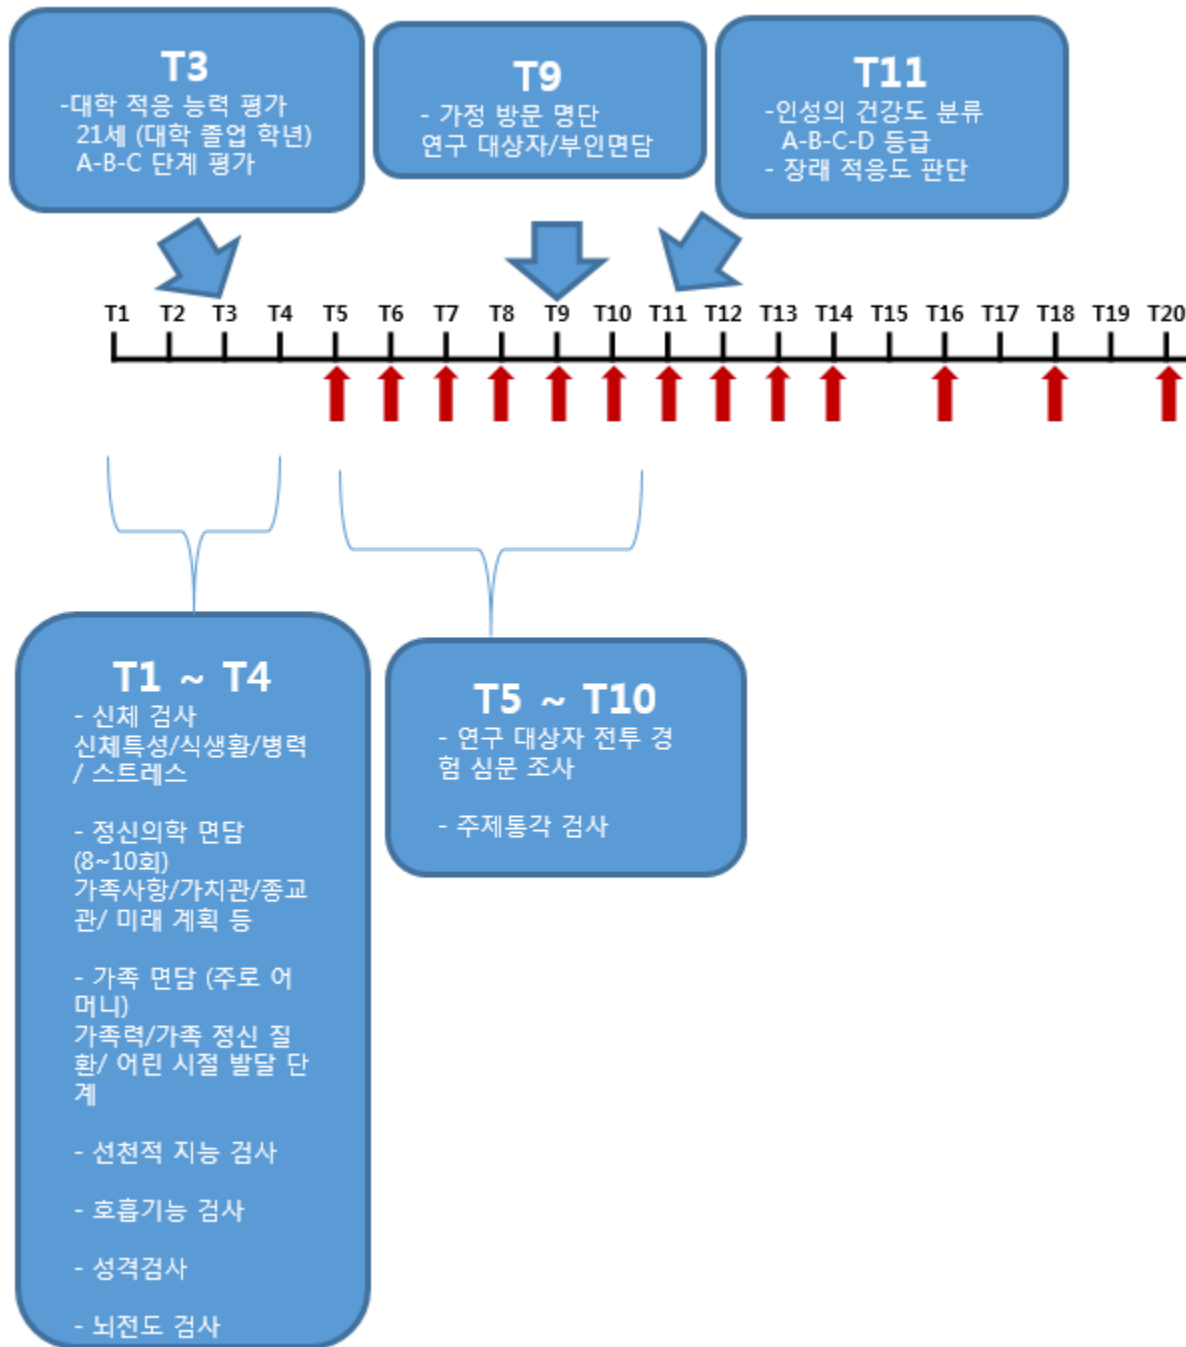 T3
-대학 적응 능력 평가
21세 (대학 졸업 학년)
A-B-C 단계 평가
T9
- 가정 방문 명단
연구 대상자/부인면담
T11
-인성의 건강도 분류
A-B-C-D 등급
- 장래 적응도 판단
T1 T2 T3 T4 T5 T6 T7 T8 T9 T10 T11 T12 T13 T14 T15 T16 T17 T18 T19 T20
T1 ~ T4
- 신체 검사
신체특성/식생활/병력
/ 스트레스
- 정신의학 면담
(8~10회)
가족사항/가치관/종교
관/ 미래 계획 등
- 가족 면담 (주로 어
머니)
가족력/가족 정신 질
환/ 어린 시절 발달 단
계
- 선천적 지능 검사
- 호흡기능 검사
- 성격검사
- 뇌전도 검사
T5 ~ T10
- 연구 대상자 전투 경
험 심문 조사
- 주제통각 검사